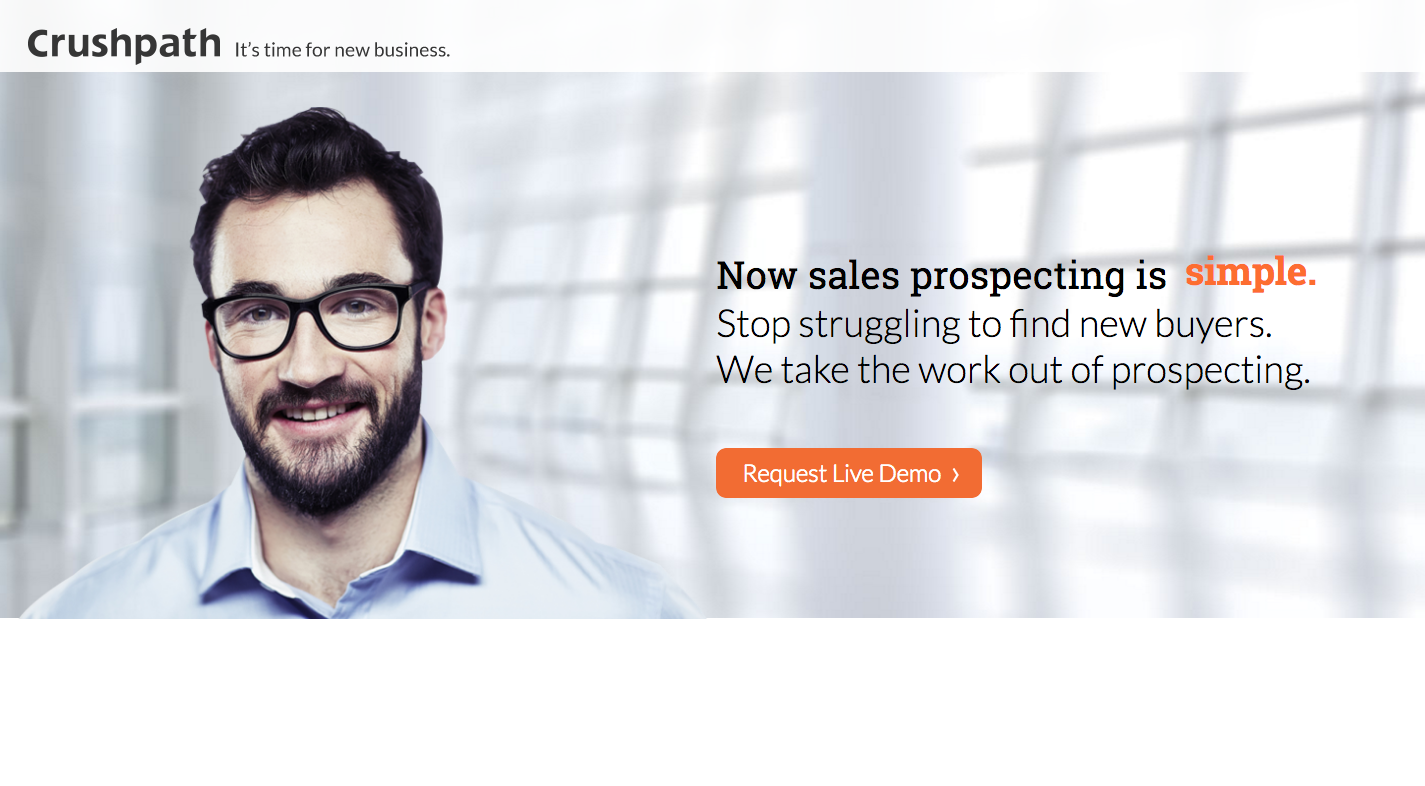 Crushpath It's time for new business.
Now sales prospecting is simple.
Stop struggling to find new buyers.
We take the work out of prospecting.
Request Live Demo ›